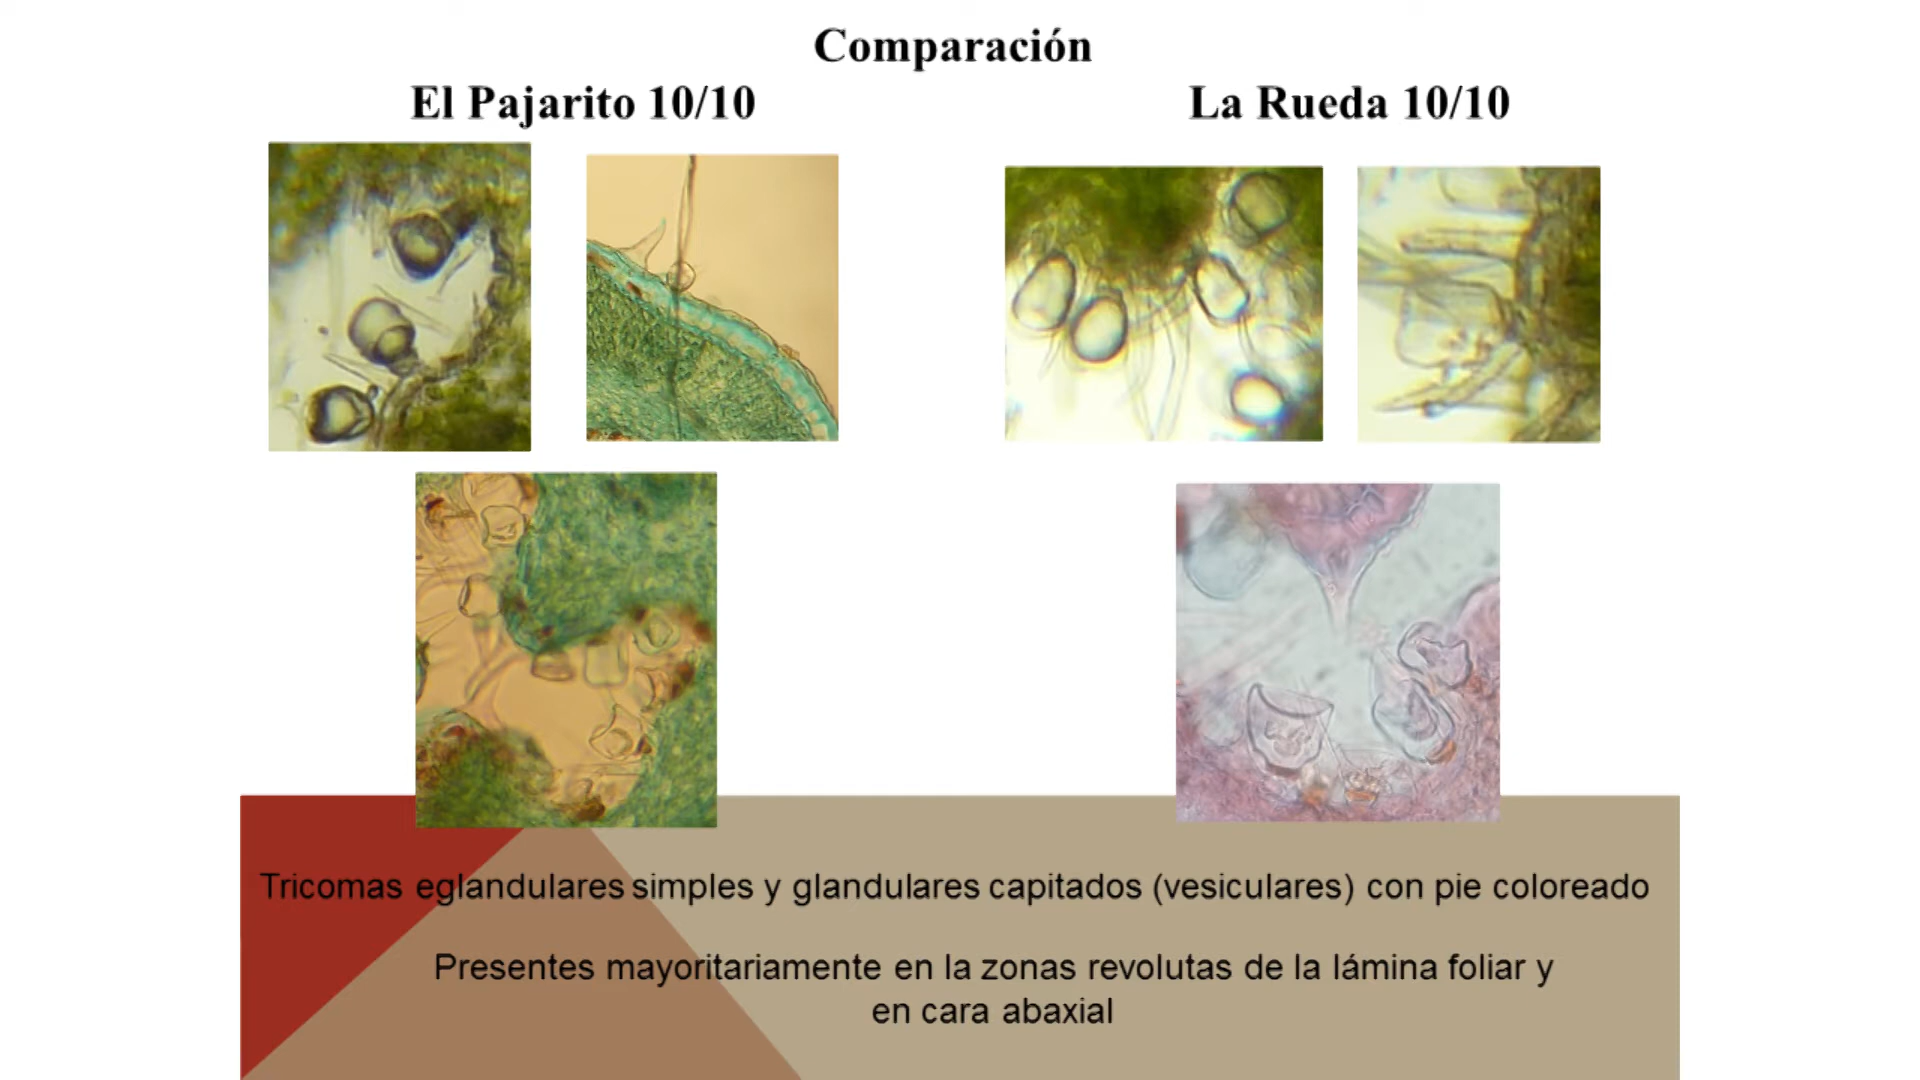 Comparación
El Pajarito 10/10
La Rueda 10/10
Tricomas eglandulares simples y glandulares capitados (vesiculares) con pie coloreado
Presentes mayoritariamente en la zonas revolutas de la lámina foliar y
en cara abaxial